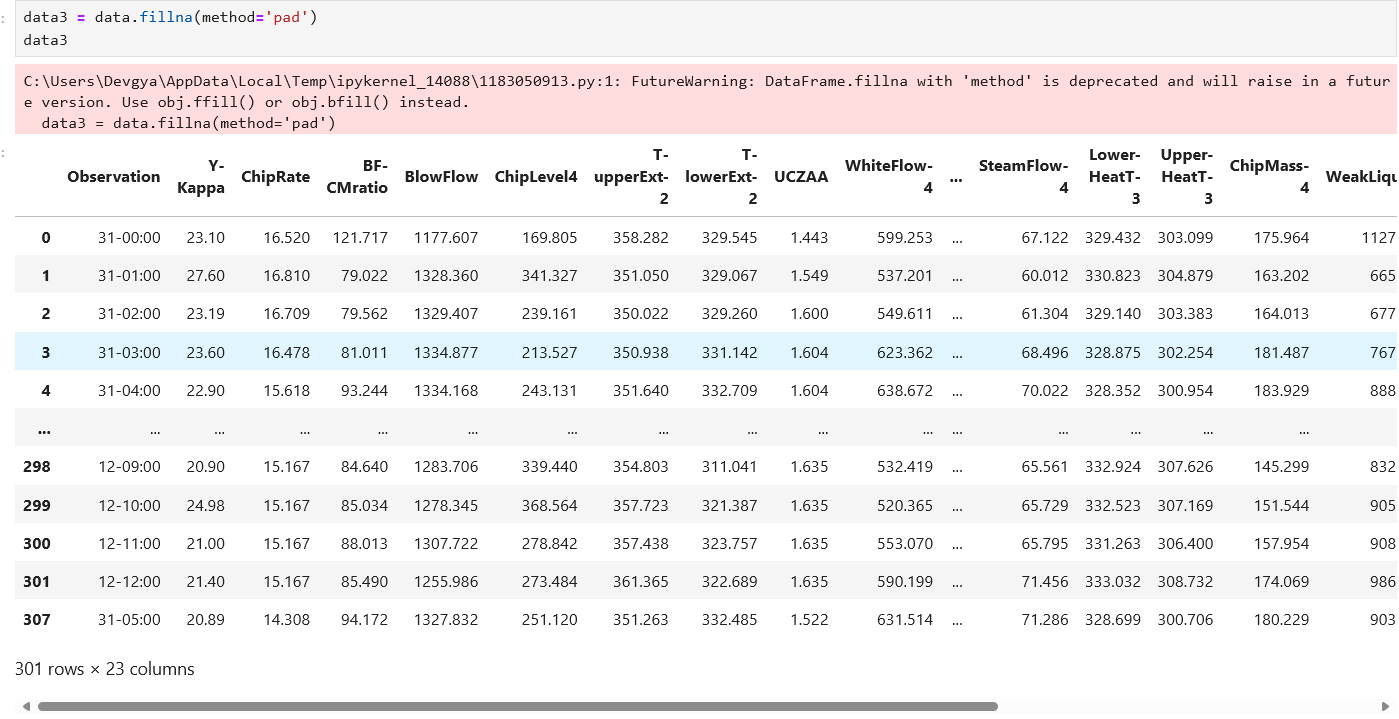 data3 = data.fillna(method='pad')
data3
C:\Users\Devgya\AppData\Local\Temp\ipykernel_14088\1183050913.py:1: FutureWarning: DataFrame.fillna with 'method' is deprecated and will raise in a futur
e version. Use obj.ffill() or obj.bfill() instead.
  data3 = data.fillna(method='pad')
Observation Y-Kappa ChipRate BF-CMratio BlowFlow ChipLevel4 T-upperExt-2 T-lowerExt-2 UCZAA WhiteFlow-4 ... SteamFlow-4 Lower-HeatT-3 Upper-HeatT-3 ChipMass-4 WeakLiqu
0 31-00:00 23.10 16.520 121.717 1177.607 169.805 358.282 329.545 1.443 599.253 ... 67.122 329.432 303.099 175.964 1127
1 31-01:00 27.60 16.810 79.022 1328.360 341.327 351.050 329.067 1.549 537.201 ... 60.012 330.823 304.879 163.202 665
2 31-02:00 23.19 16.709 79.562 1329.407 239.161 350.022 329.260 1.600 549.611 ... 61.304 329.140 303.383 164.013 677
3 31-03:00 23.60 16.478 81.011 1334.877 213.527 350.938 331.142 1.604 623.362 ... 68.496 328.875 302.254 181.487 767
4 31-04:00 22.90 15.618 93.244 1334.168 243.131 351.640 332.709 1.604 638.672 ... 70.022 328.352 300.954 183.929 888
... ... ... ... ... ... ... ... ... ... ... ... ... ... ... ...
298 12-09:00 20.90 15.167 84.640 1283.706 339.440 354.803 311.041 1.635 532.419 ... 65.561 332.924 307.626 145.299 832
299 12-10:00 24.98 15.167 85.034 1278.345 368.564 357.723 321.387 1.635 520.365 ... 65.729 332.523 307.169 151.544 905
300 12-11:00 21.00 15.167 88.013 1307.722 278.842 357.438 323.757 1.635 553.070 ... 65.795 331.263 306.400 157.954 908
301 12-12:00 21.40 15.167 85.490 1255.986 273.484 361.365 322.689 1.635 590.199 ... 71.456 333.032 308.732 174.069 986
307 31-05:00 20.89 14.308 94.172 1327.832 251.120 351.263 332.485 1.522 631.514 ... 71.286 328.699 300.706 180.229 903
301 rows × 23 columns